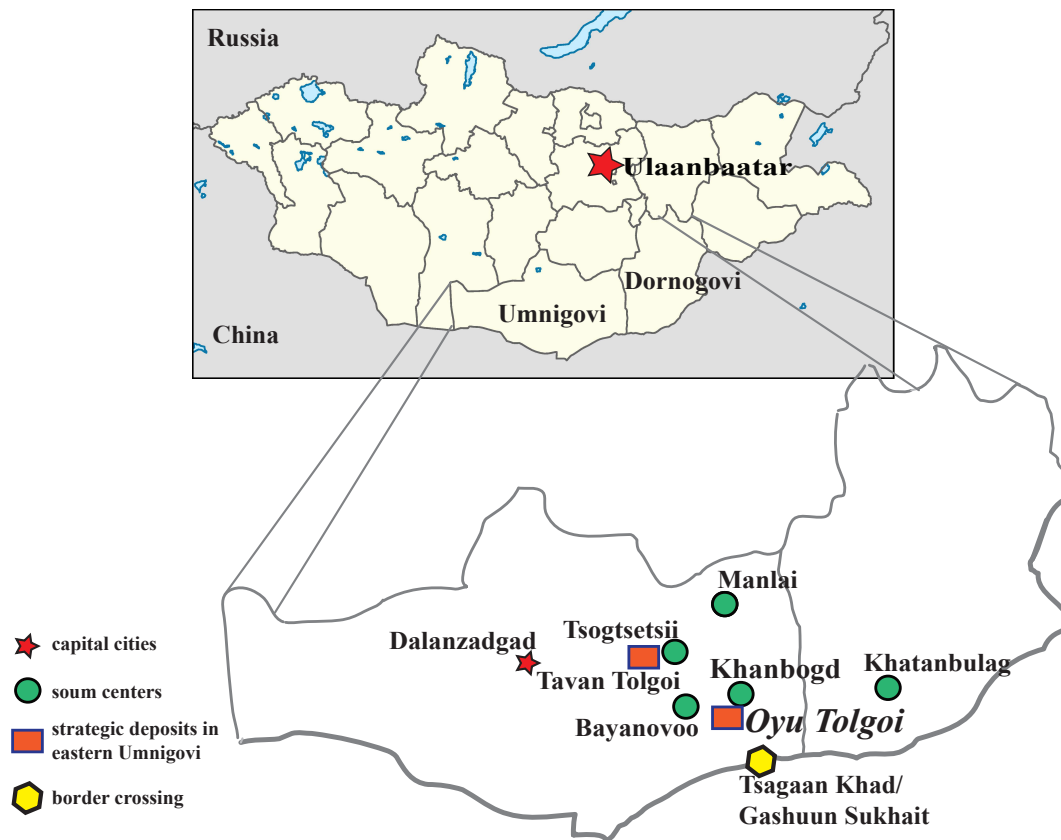 Russia
Ulaanbaatar
Dornogovi
Umnigovi
China
Manlai
Tsogtsetsii
Dalanzadgad
Khanbogd
Khatanbulag
Tavan Tolgoi
Bayanovoo
Oyu Tolgoi
Tsagaan Khad/
Gashuun Sukhait
capital cities
soum centers
strategic deposits in
eastern Umnigovi
border crossing